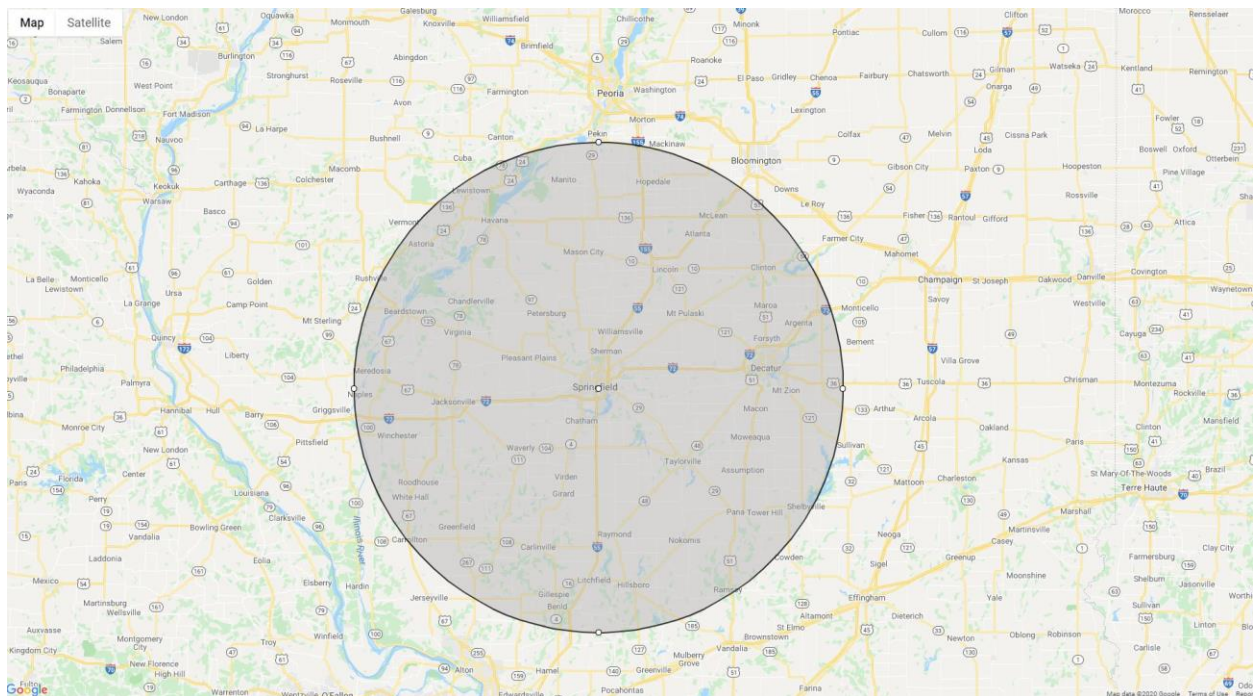 Map Satellite
New London
Oquawka
Monmouth
Galesburg
Knoxville
Williamsfield
Chillicothe
Minonk
Clifton
Morocco
Rensselaer
Salem
Burlington
Abingdon
Brimfield
Roanoke
Pontiac
Cullom
Gilman
Watseka
Kentland
Remington
Keosauqua
Bonaparte
West Point
Stronghurst
Roseville
Farmington
Peoria
Washington
El Paso
Gridley
Chenoa
Fairbury
Chatsworth
Onarga
Farmington
Donnellson
Fort Madison
Avon
Morton
Lexington
Fowler
Nauvoo
La Harpe
Bushnell
Canton
Pekin
Mackinaw
Bloomington
Colfax
Melvin
Cissna Park
Loda
Boswell
Oxford
Otterbein
Wyaconda
Kahoka
Keokuk
Carthage
Colchester
Macomb
Cuba
Lewistown
Manito
Hopedale
Downs
Gibson City
Paxton
Hoopeston
Pine Village
Warsaw
Basco
Vermont
Havana
McLean
Le Roy
Fisher
Rantoul
Gifford
Rossville
Attica
Astoria
Mason City
Atlanta
Farmer City
Mahomet
La Belle
Monticello
Lewistown
Golden
Rushville
Lincoln
Clinton
Champaign
St Joseph
Oakwood
Danville
Covington
Waynetown
Ursa
La Grange
Camp Point
Mt Sterling
Chandlerville
Beardstown
Petersburg
Mt Pulaski
Maroa
Argenta
Monticello
Savoy
Westville
Quincy
Liberty
Virginia
Williamsville
Sherman
Forsyth
Bement
Cayuga
Philadelphia
Palmyra
Meredosia
Pleasant Plains
Springfield
Decatur
Mt Zion
Villa Grove
Tuscola
Chrisman
Montezuma
Rockville
Hannibal
Hull
Barry
Griggsville
Naples
Jacksonville
Chatham
Macon
Arthur
Arcola
Oakland
Mansfield
Monroe City
New London
Pittsfield
Winchester
Waverly
Moweaqua
Sullivan
Paris
Clinton
Florida
Center
Roodhouse
Virden
Taylorville
Assumption
Mattoon
Charleston
Kansas
St Mary-Of-The-Woods
Brazil
Paris
Perry
Louisiana
White Hall
Girard
Pana
Tower Hill
Shelbyville
Terre Haute
Vandalia
Bowling Green
Clarksville
Illinois River
Greenfield
Raymond
Neoga
Martinsville
Marshall
Laddonia
Eolia
Carrollton
Carlinville
Nokomis
Cowden
Casey
Greenup
Farmersburg
Clay City
Mexico
Elsberry
Hardin
Jerseyville
Litchfield
Gillespie
Hillsboro
Ramsey
Sigel
Effingham
Moonshine
Yale
Shelburn
Jasonville
Martinsburg
Wellsville
Benld
Altamont
Dieterich
Sullivan
Auxvasse
Montgomery City
Troy
Winfield
St Elmo
Brownstown
Newton
Oblong
Robinson
Linton
Kingdom City
New Florence
High Hill
Alton
Hamel
Greenville
Mulberry Grove
Vandalia
Carlisle
Fulton
Warrenton
Wentzville
O'Fallon
Edwardsville
Pocahontas
Farina
Google
Map data ©2020 Google
Terms of Use